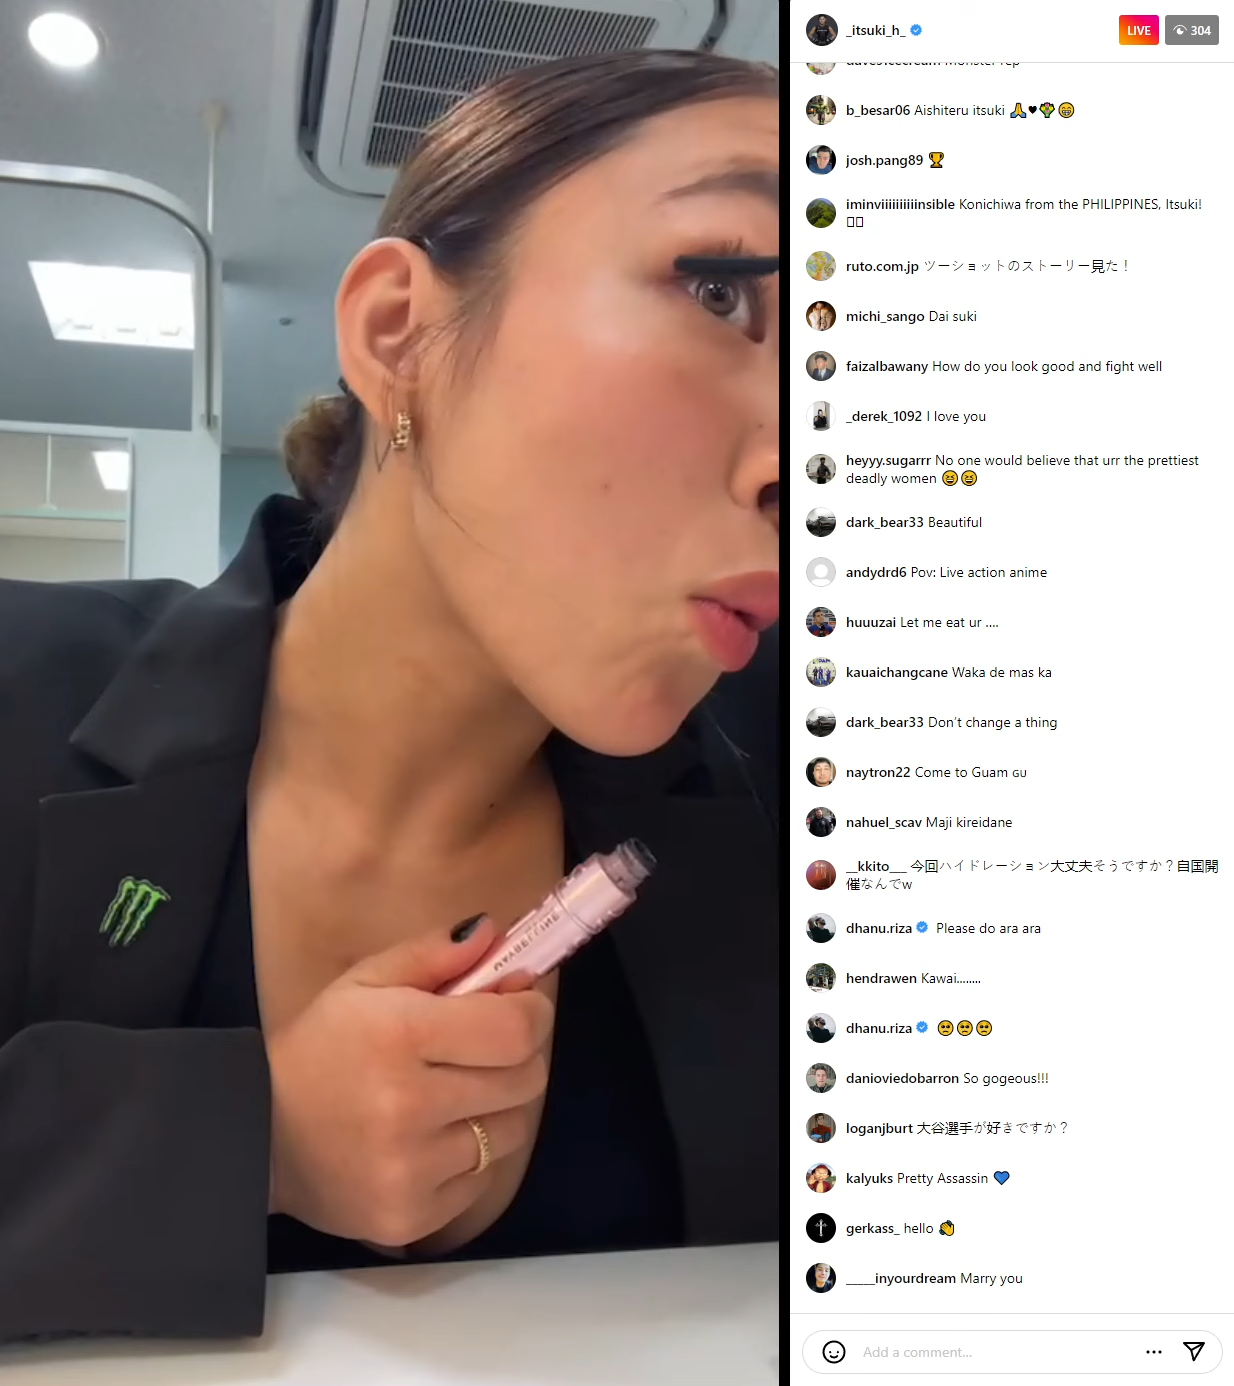 _itsuki_h_
LIVE
304
daves1cecream Monster rep
b_besar06 Aishiteru itsuki 🙏♥💐😁
josh.pang89 🏆
iminviiiiiiiiiinsible Konichiwa from the PHILIPPINES, Itsuki!
ruto.com.jp ツーショットのストーリー見た！
michi_sango Dai suki
faizalbawany How do you look good and fight well
_derek_1092 I love you
heyyy.sugarrr No one would believe that urr the prettiest
deadly women 😆😆
dark_bear33 Beautiful
andydrd6 Pov: Live action anime
huuuzai Let me eat ur ....
kauaichangcane Waka de mas ka
dark_bear33 Don't change a thing
naytron22 Come to Guam GU
nahuel_scav Maji kireidane
__kkito___ 今回ハイドレーション大丈夫そうですか？自国開
催なんでw
dhanu.riza Please do ara ara
hendrawen Kawai........
dhanu.riza 🥺🥺🥺
danioviedobarron So gogeous!!!
loganjburt 大谷選手が好きですか？
kalyuks Pretty Assassin 💙
gerkass_ hello 👏
_____inyourdream Marry you
Add a comment...
MAYBELLINE